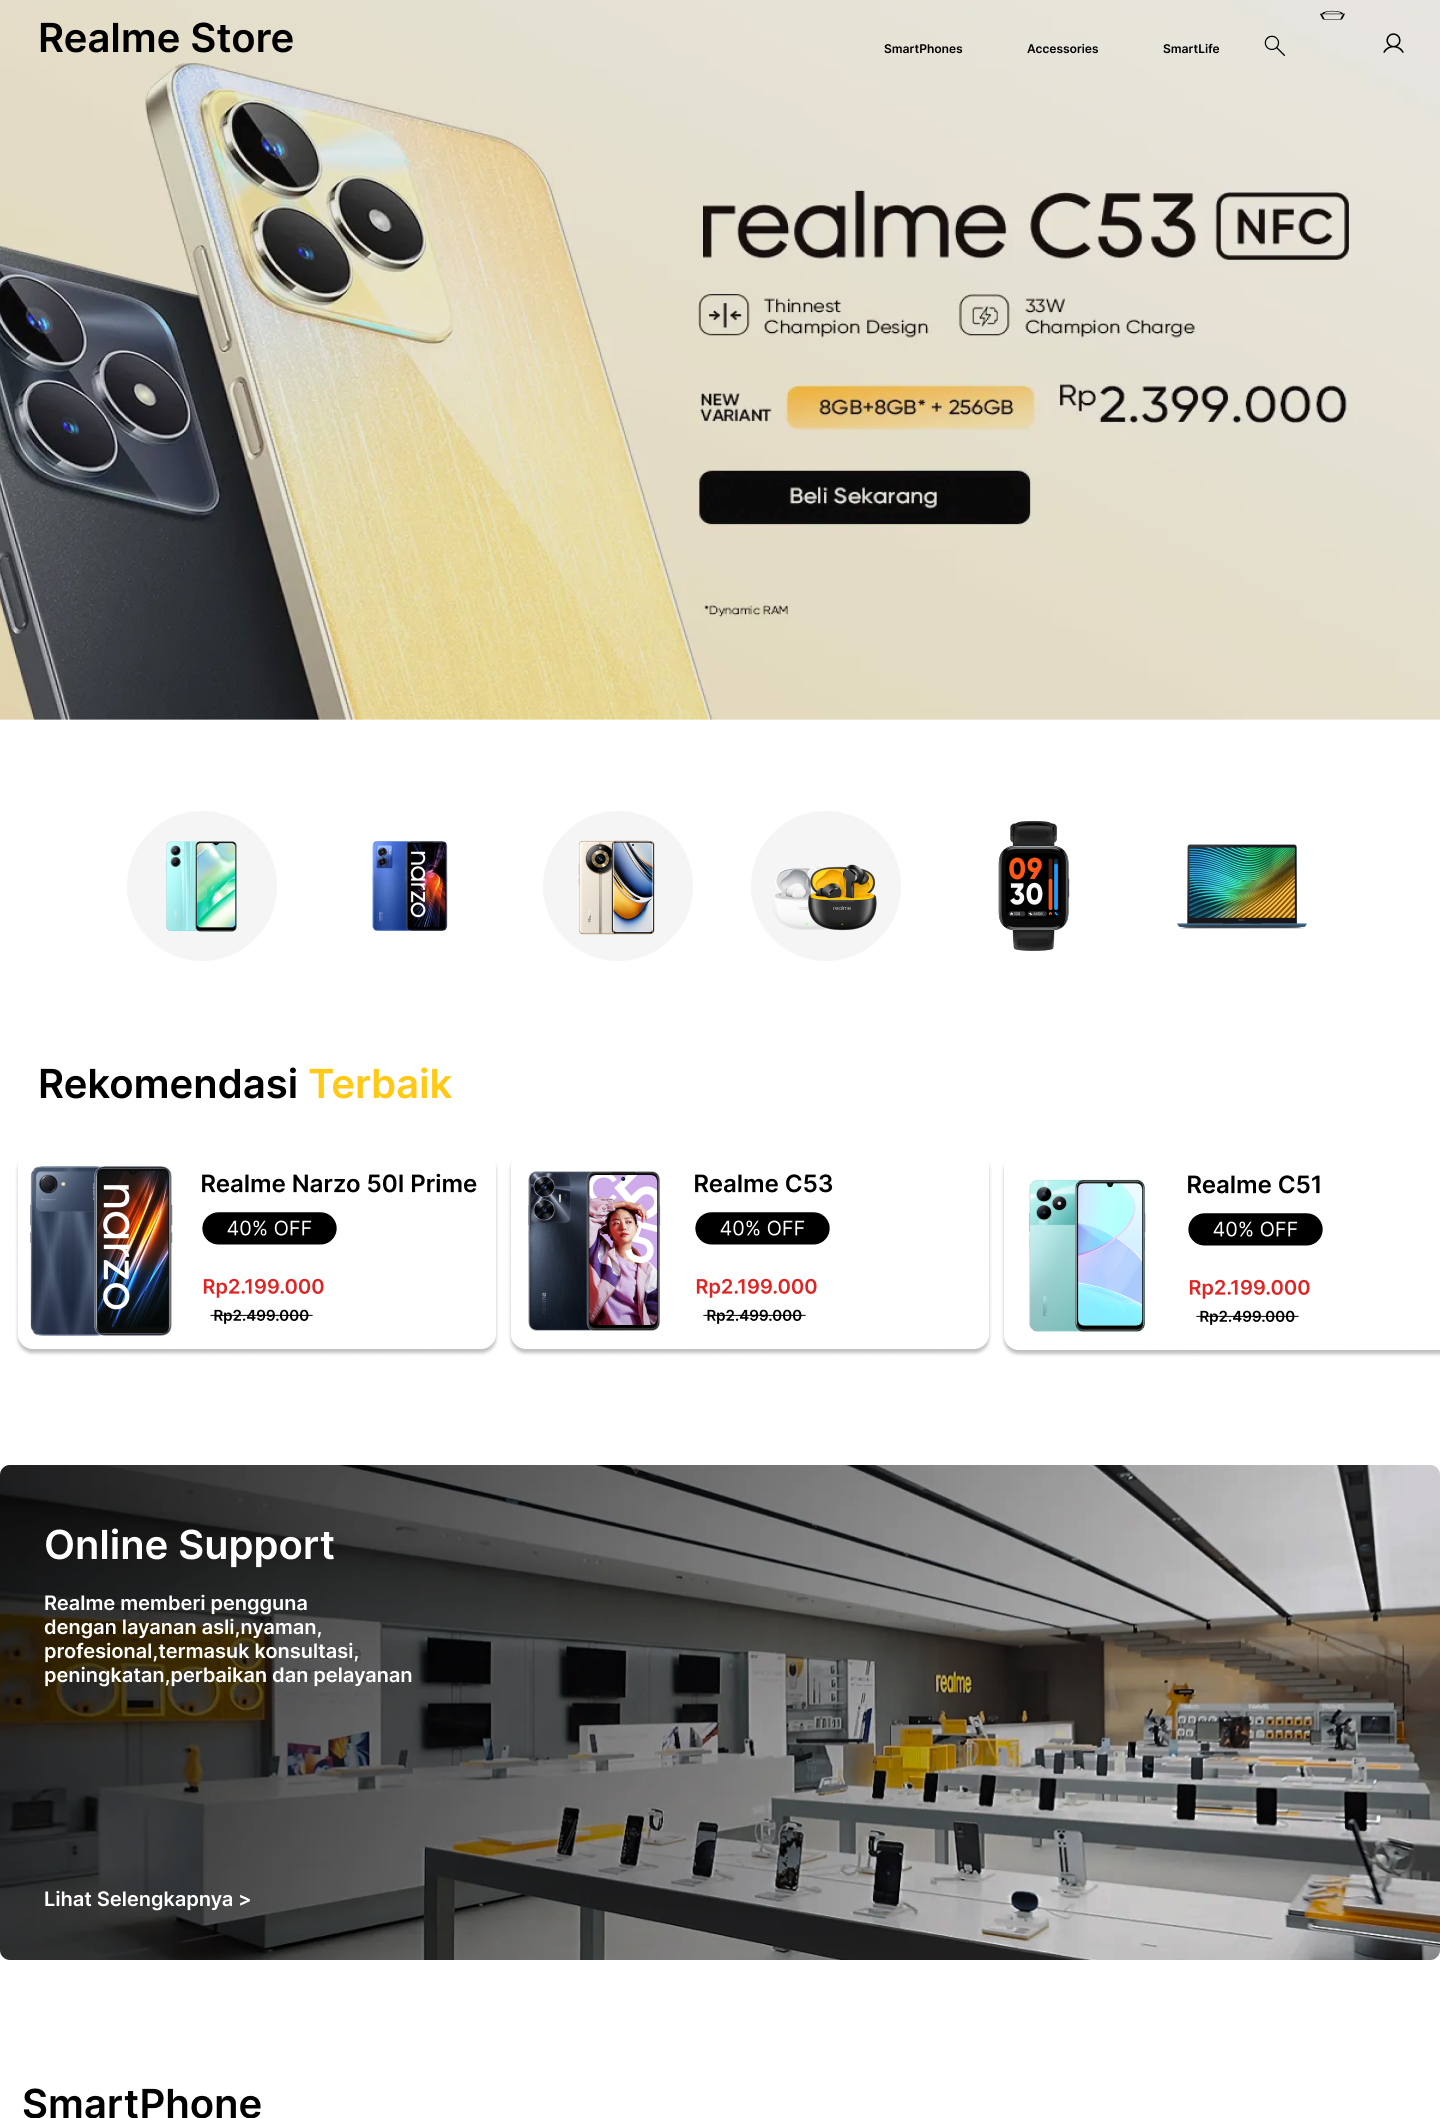 Realme Store
SmartPhones
Accessories
SmartLife
realme C53 NFC
Thinnest
Champion Design
33W
Champion Charge
NEW
VARIANT
8GB+8GB* + 256GB
Rp2.399.000
Beli Sekarang
*Dynamic RAM
narzo
realme
09
30
Rekomendasi Terbaik
narzo
Realme Narzo 50I Prime
40% OFF
Rp2.199.000
Rp2.499.000
C55
Realme C53
40% OFF
Rp2.199.000
Rp2.499.000
Realme C51
40% OFF
Rp2.199.000
Rp2.499.000
Online Support
Realme memberi pengguna
dengan layanan asli,nyaman,
profesional,termasuk konsultasi,
peningkatan,perbaikan dan pelayanan
realme
Lihat Selengkapnya >
SmartPhone